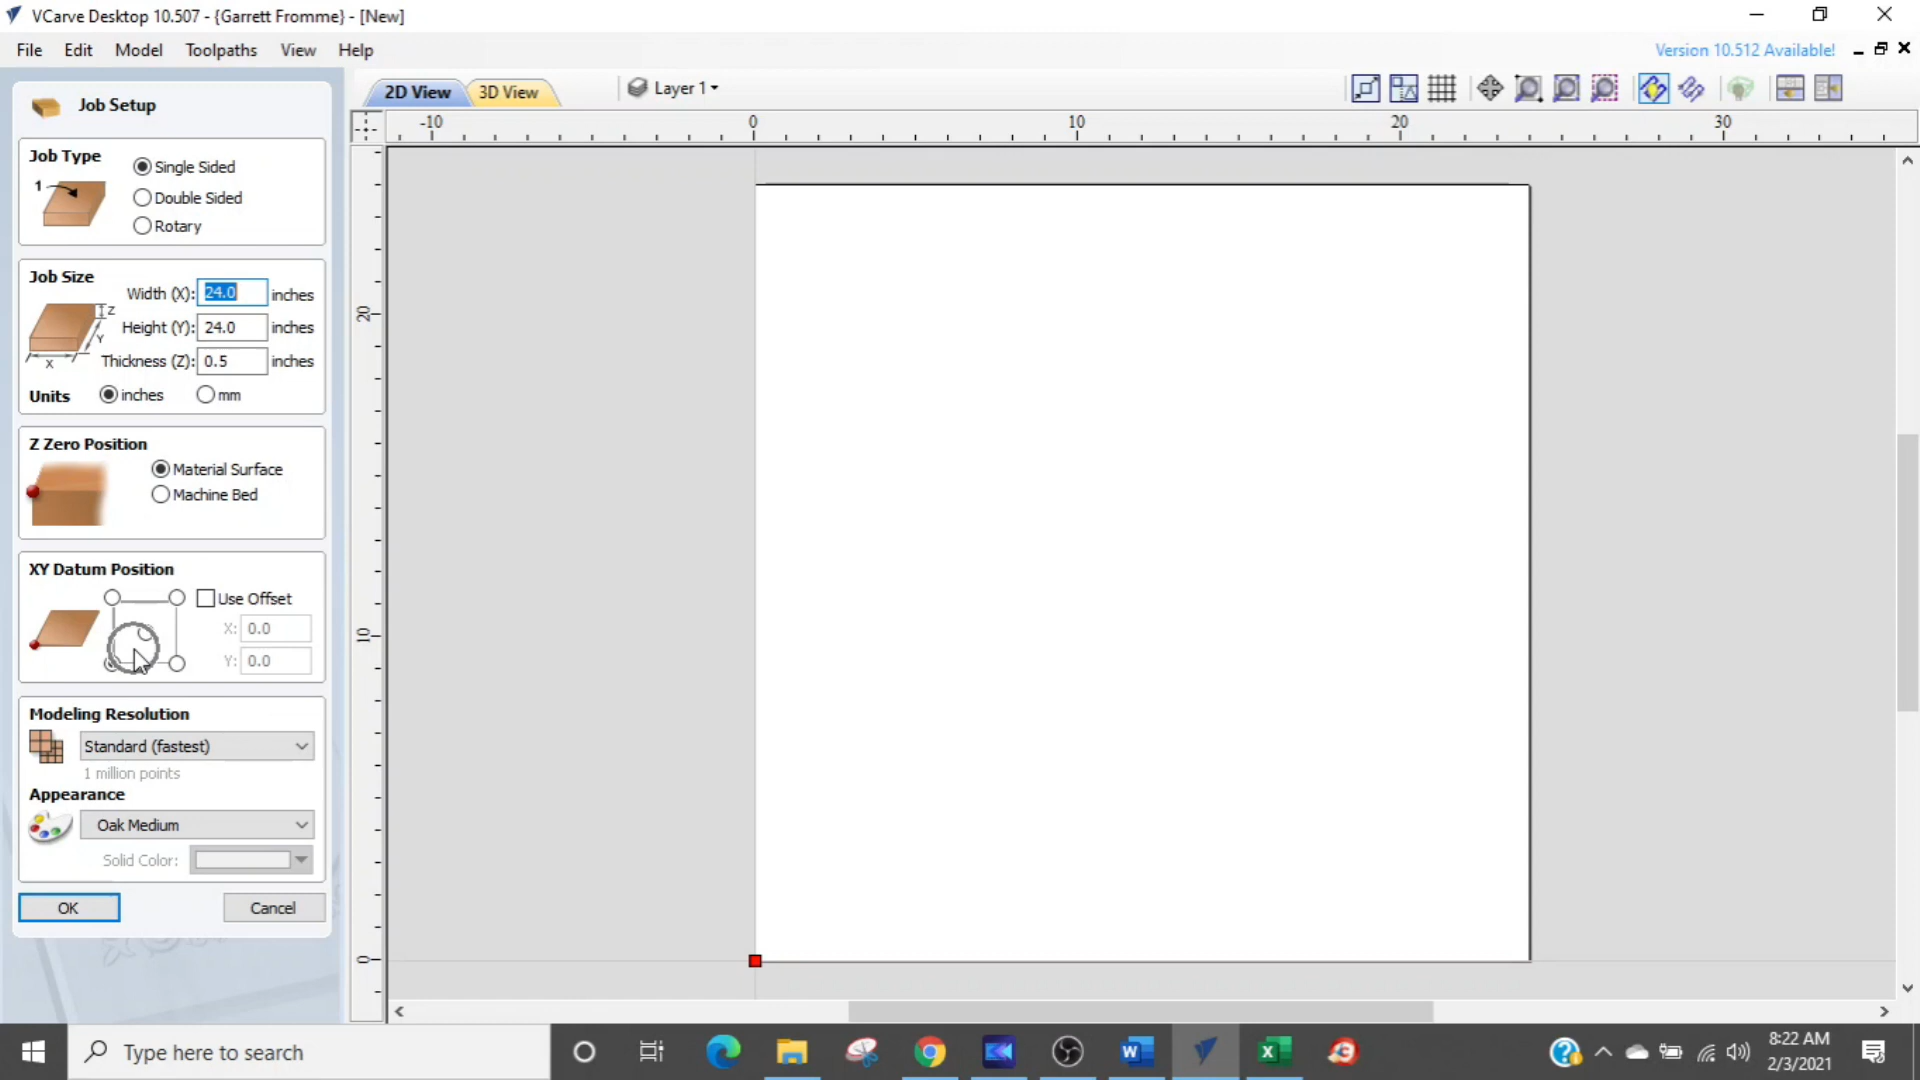 VCarve Desktop 10.507 - {Garrett Fromme} - [New]
File Edit Model Toolpaths View Help
Version 10.512 Available!
Job Setup
2D View 3D View Layer 1
-10 0 10 20 30
Job Type
1
Single Sided
Double Sided
Rotary
Job Size
Width (X): 24.0 inches
Z
Height (Y): 24.0 inches
Y
Thickness (Z): 0.5 inches
X
Units inches mm
Z Zero Position
Material Surface
Machine Bed
XY Datum Position
Use Offset
X: 0.0
Y: 0.0
Modeling Resolution
Standard (fastest)
1 million points
Appearance
Oak Medium
Solid Color:
OK Cancel
20
10
0
Type here to search
8:22 AM
2/3/2021